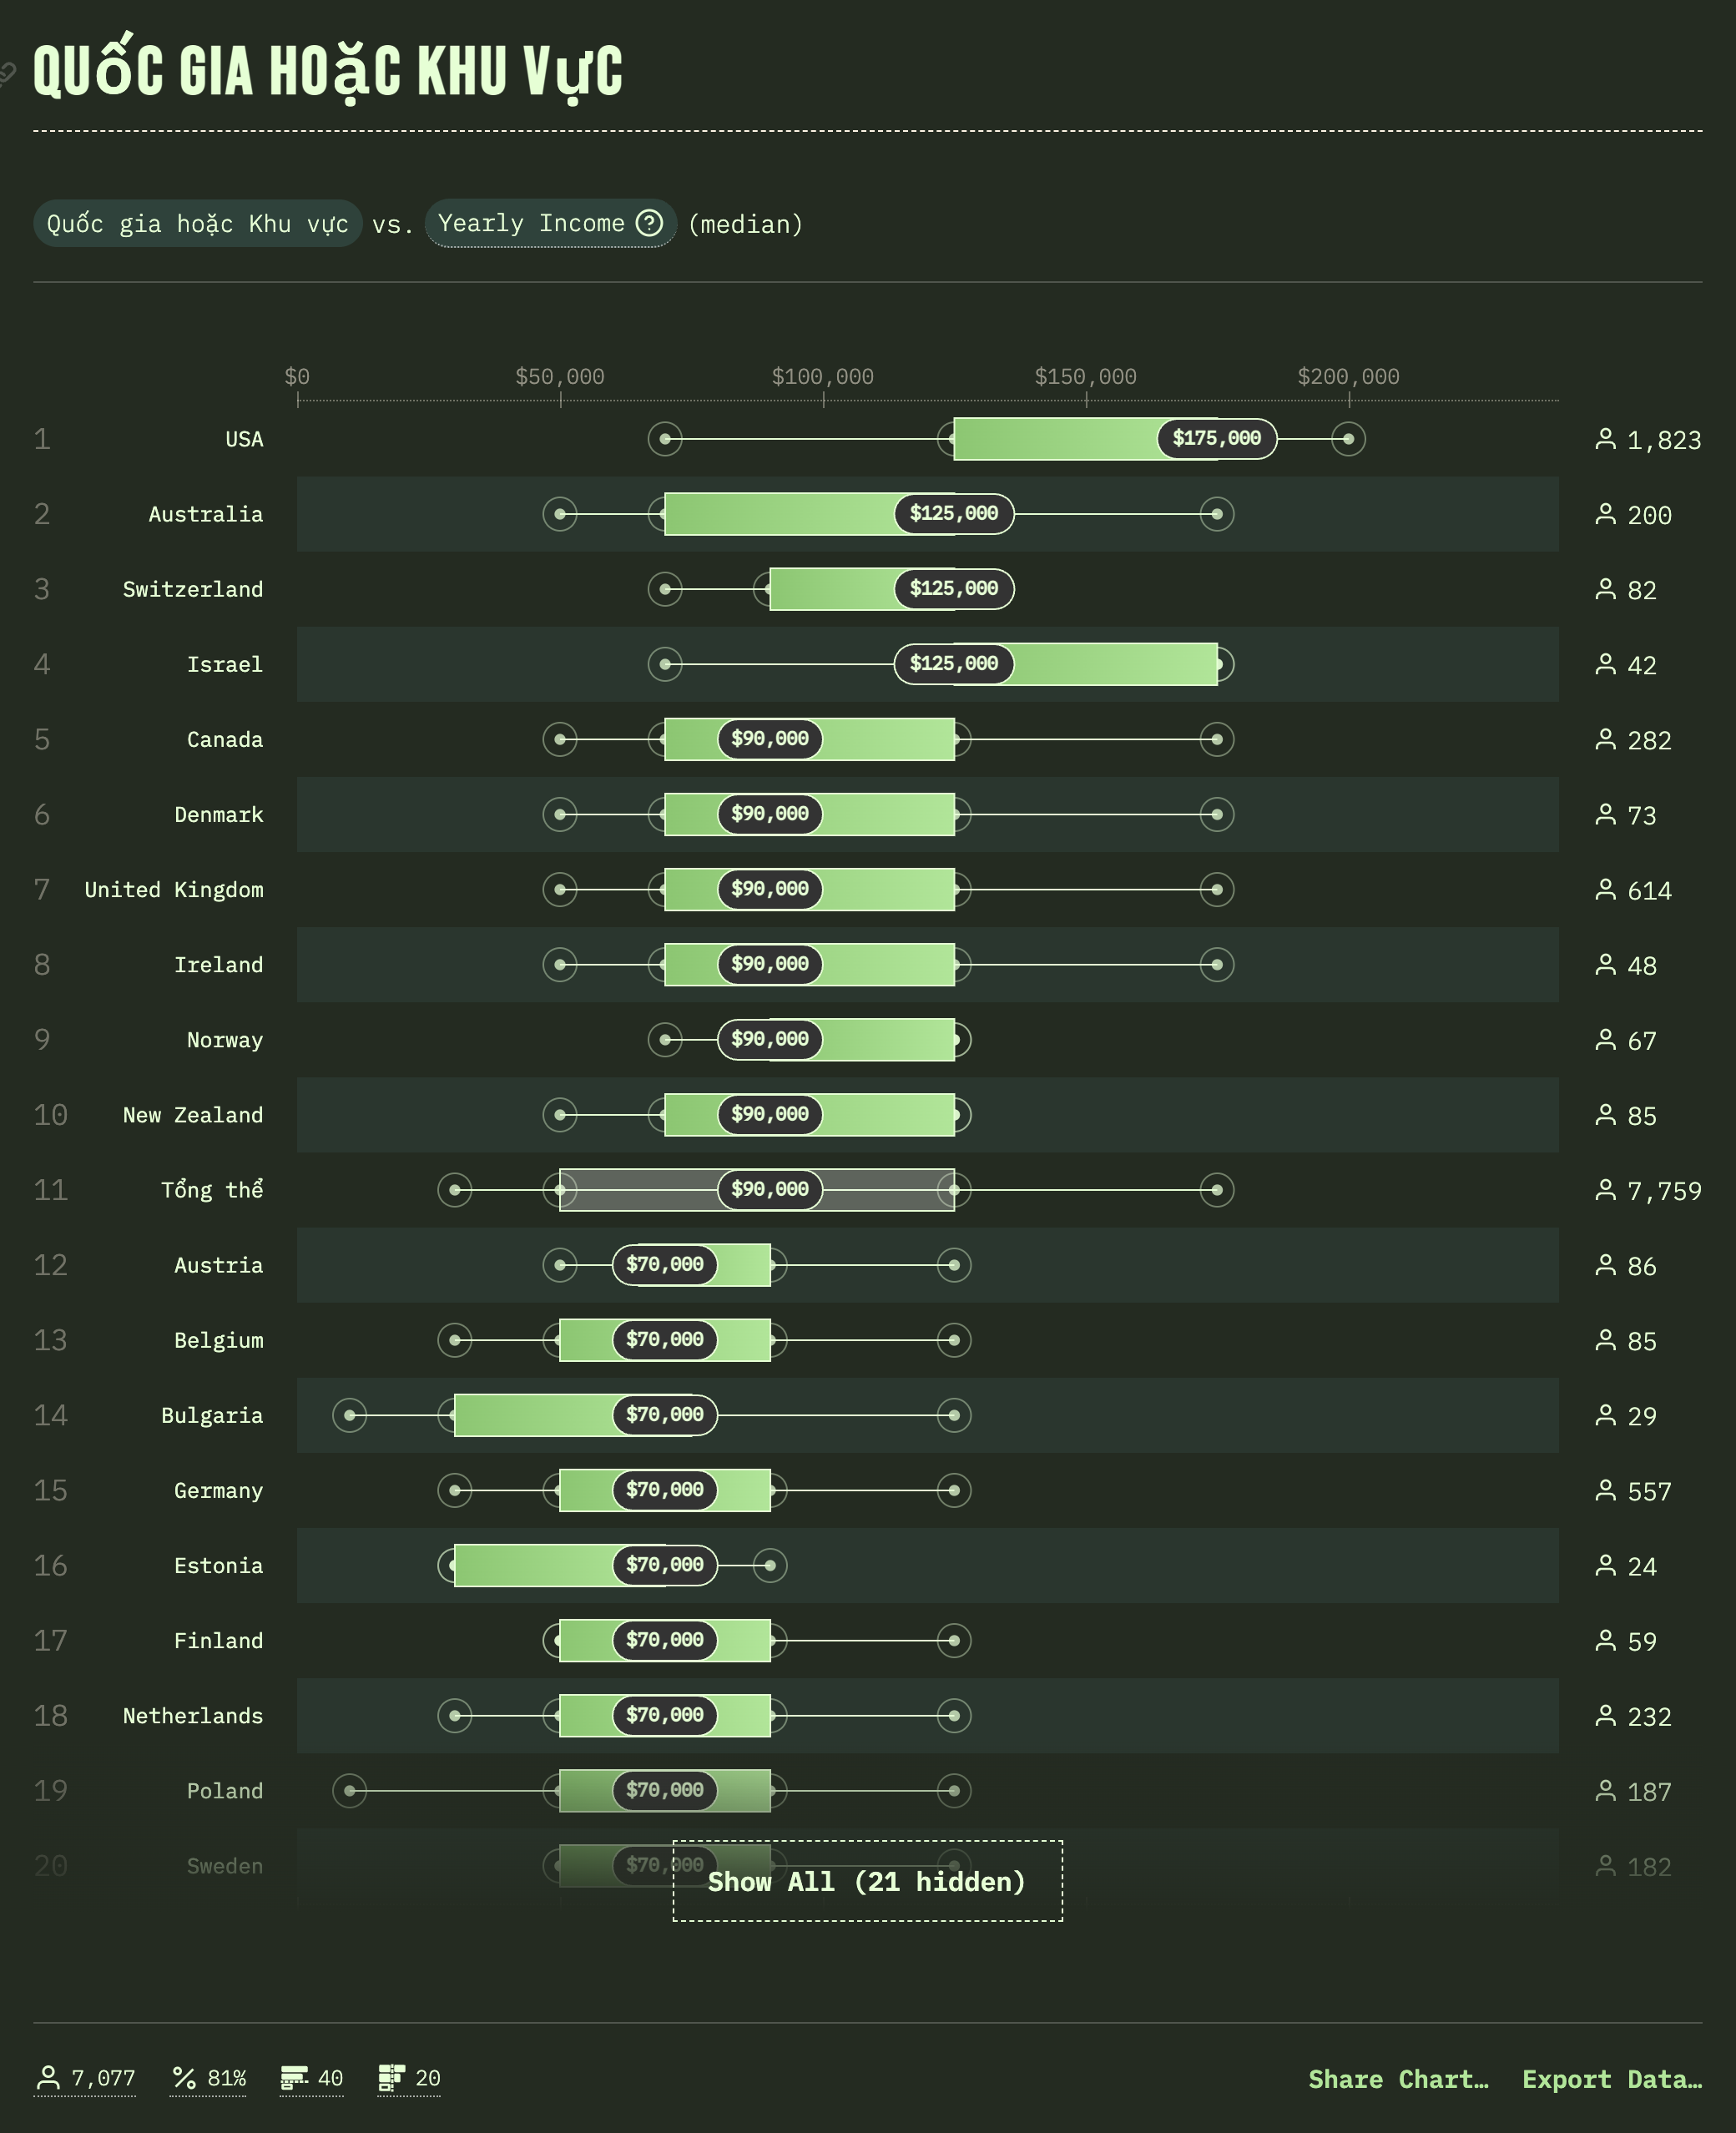 QUỐC GIA HOẶC KHU VỰC
Quốc gia hoặc Khu vực vs. Yearly Income (median)
$0 $50,000 $100,000 $150,000 $200,000
1 USA $175,000 1,823
2 Australia $125,000 200
3 Switzerland $125,000 82
4 Israel $125,000 42
5 Canada $90,000 282
6 Denmark $90,000 73
7 United Kingdom $90,000 614
8 Ireland $90,000 48
9 Norway $90,000 67
10 New Zealand $90,000 85
11 Tổng thể $90,000 7,759
12 Austria $70,000 86
13 Belgium $70,000 85
14 Bulgaria $70,000 29
15 Germany $70,000 557
16 Estonia $70,000 24
17 Finland $70,000 59
18 Netherlands $70,000 232
19 Poland $70,000 187
20 Sweden $70,000 182
Show All (21 hidden)
7,077 81% 40 20 Share Chart… Export Data…